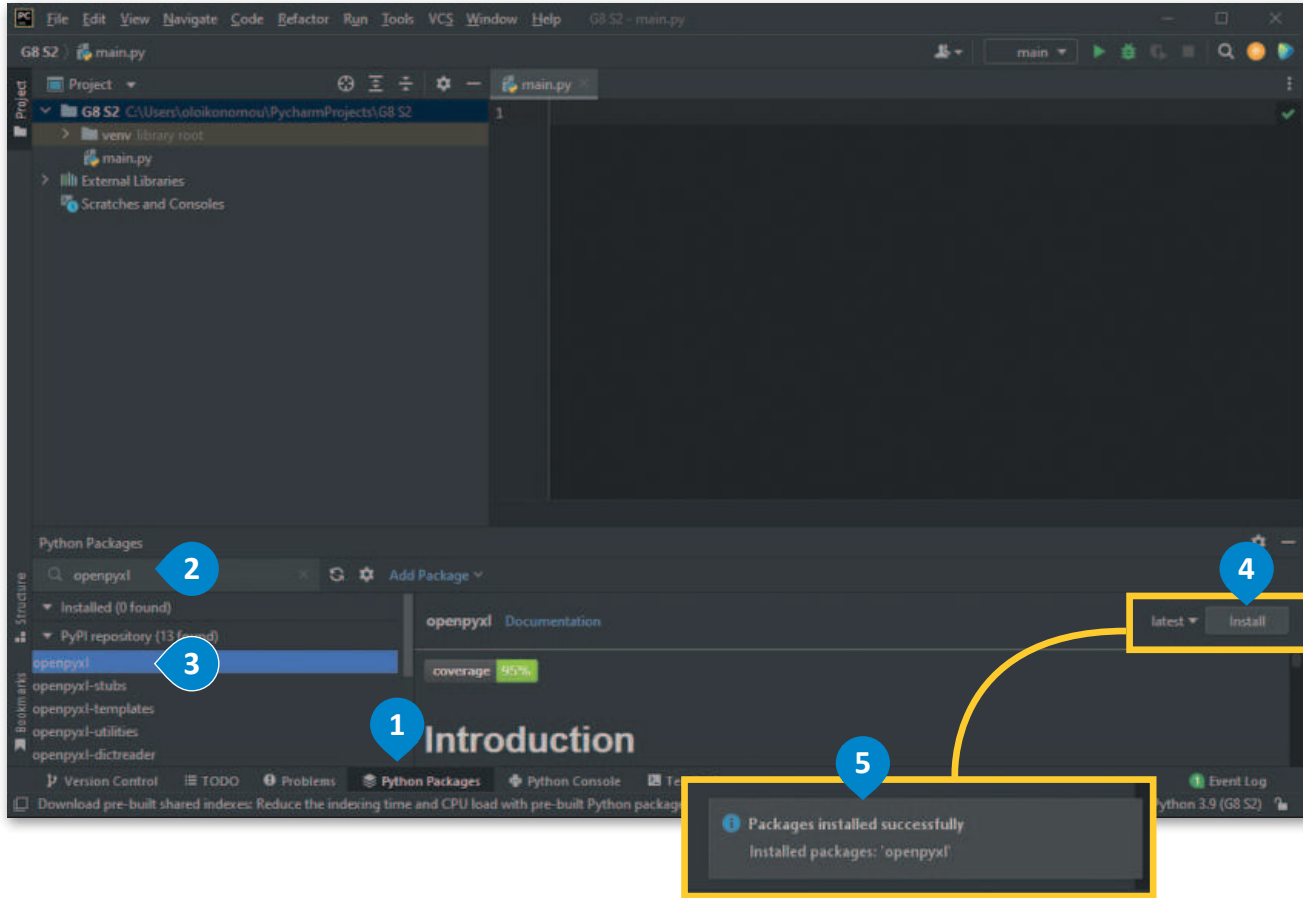 PC File Edit View Navigate Code Refactor Run Tools VCS Window Help G8 S2 - main.py
G8 S2 main.py main
Project Project main.py
G8 S2 C:\Users\oloikonomou\PycharmProjects\G8 S2 1
venv library root
main.py
External Libraries
Scratches and Consoles
Python Packages
openpyxl 2 Add Package 4
Structure
Installed (0 found)
openpyxl Documentation latest Install
PyPI repository (13 found)
openpyxl 3 coverage 95%
openpyxl-stubs
Bookmarks
openpyxl-templates
openpyxl-utilities 1 Introduction
openpyxl-dictreader 5
Version Control TODO Problems Python Packages Python Console Event Log
Download pre-built shared indexes: Reduce the indexing time and CPU load with pre-built Python package ython 3.9 (G8 S2)
Packages installed successfully
Installed packages: 'openpyxl'